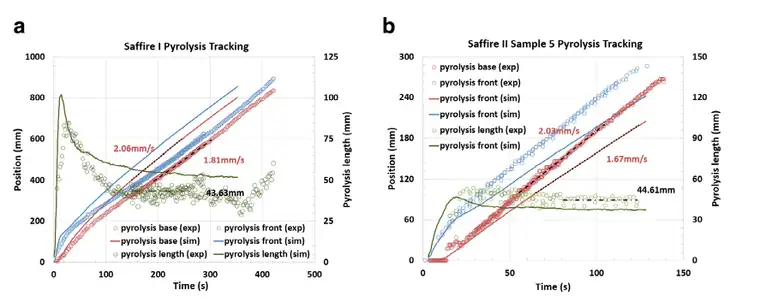 a
Saffire I Pyrolysis Tracking
1000
800
600
400
200
0
Position (mm)
125
100
75
50
25
0
Pyrolysis length (mm)
2.06mm/s
1.81mm/s
43.63mm
pyrolysis base (exp) pyrolysis front (exp)
pyrolysis base (sim) pyrolysis front (sim)
pyrolysis length (exp) pyrolysis length (sim)
0 100 200 300 400 500
Time (s)
b
Saffire II Sample 5 Pyrolysis Tracking
300
240
180
120
60
0
Position (mm)
150
120
90
60
30
0
Pyrolysis length (mm)
pyrolysis base (exp)
pyrolysis front (exp)
pyrolysis front (sim)
pyrolysis front (sim)
pyrolysis length (exp)
pyrolysis front (sim)
2.03mm/s
1.67mm/s
44.61mm
0 50 100 150
Time (s)